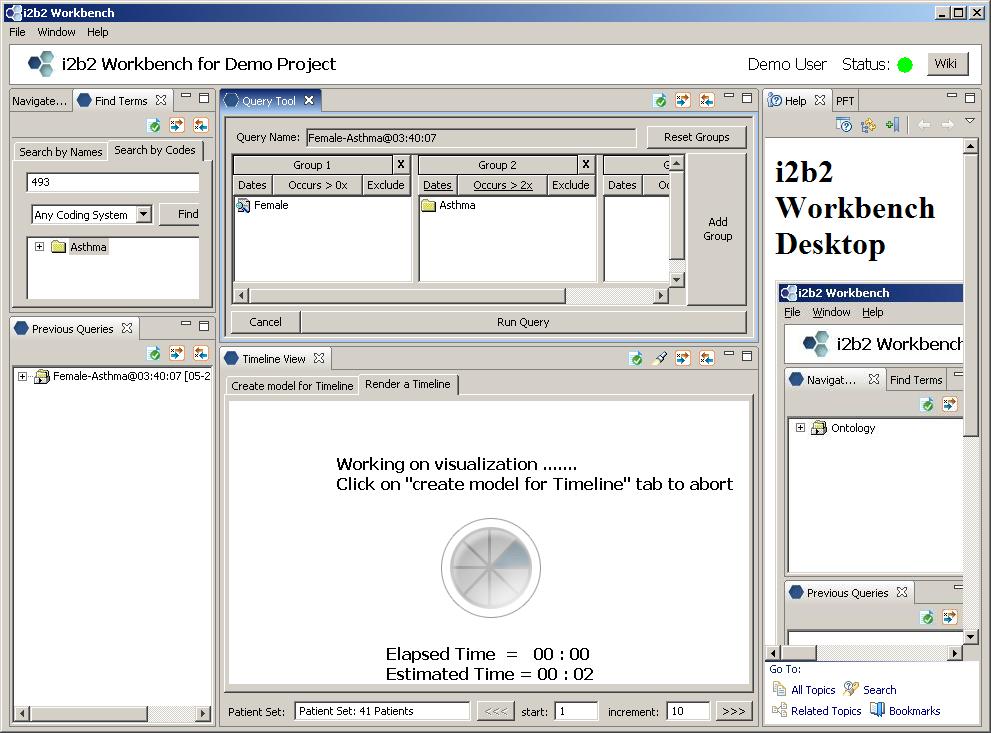 i2b2 Workbench
File Window Help
i2b2 Workbench for Demo Project
Demo User Status: Wiki
Navigate... Find Terms
Search by Names Search by Codes
493
Any Coding System Find
Asthma
Previous Queries
Female-Asthma@03:40:07 [05-2
Query Tool
Query Name: Female-Asthma@03:40:07 Reset Groups
Group 1 X Group 2 X
Dates Occurs > 0x Exclude Dates Occurs > 2x Exclude Dates
Female Asthma
Add
Group
Cancel Run Query
Timeline View
Create model for Timeline Render a Timeline
Working on visualization .......
Click on "create model for Timeline" tab to abort
Elapsed Time = 00 : 00
Estimated Time = 00 : 02
Patient Set: Patient Set: 41 Patients <<< start: 1 increment: 10 >>>
Help PFT
i2b2
Workbench
Desktop
i2b2 Workbench
File Window Help
i2b2 Workbench
Navigat... Find Terms
Ontology
Previous Queries
Go To:
All Topics Search
Related Topics Bookmarks